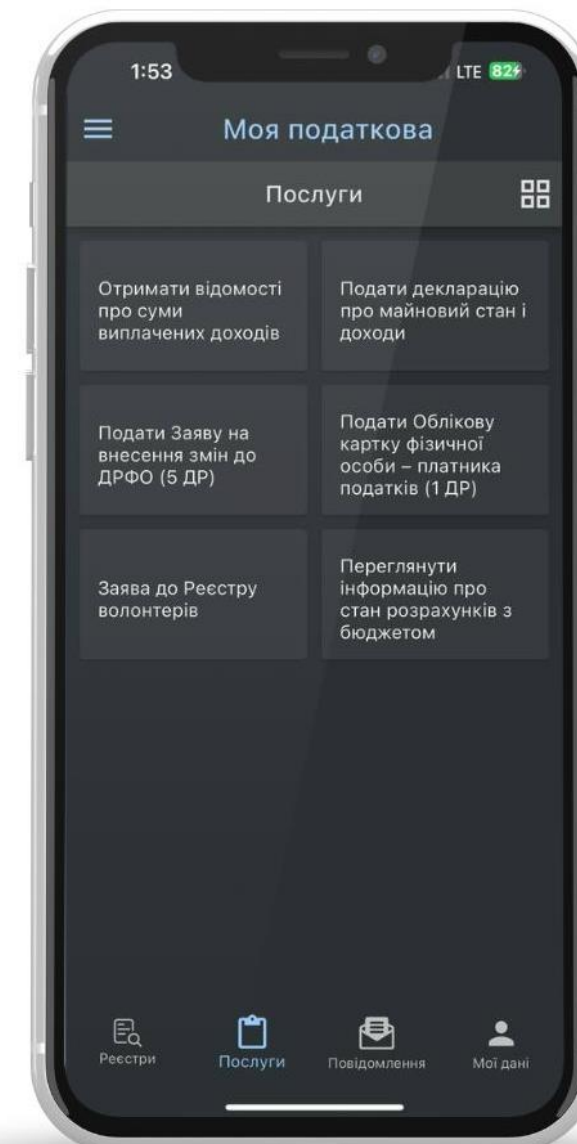 1:53
LTE 82
Моя податкова
Послуги
Отримати відомості
про суми
виплачених доходів
Подати декларацію
про майновий стан і
доходи
Подати Заяву на
внесення змін до
ДРФО (5 ДР)
Подати Облікову
картку фізичної
особи – платника
податків (1 ДР)
Заява до Реєстру
волонтерів
Переглянути
інформацію про
стан розрахунків з
бюджетом
Реєстри
Послуги
Повідомлення
Мої дані